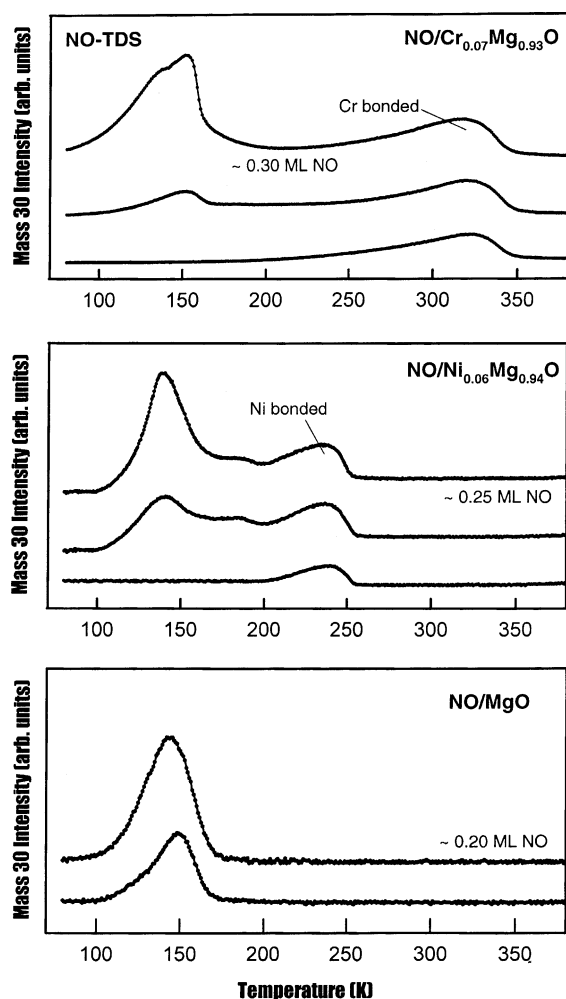 NO-TDS
NO/Cr₀.₀₇Mg₀.₉₃O
Mass 30 Intensity (arb. units)
Cr bonded
~ 0.30 ML NO
100 150 200 250 300 350
NO/Ni₀.₀₆Mg₀.₉₄O
Mass 30 Intensity (arb. units)
Ni bonded
~ 0.25 ML NO
100 150 200 250 300 350
NO/MgO
Mass 30 Intensity (arb. units)
~ 0.20 ML NO
100 150 200 250 300 350
Temperature (K)